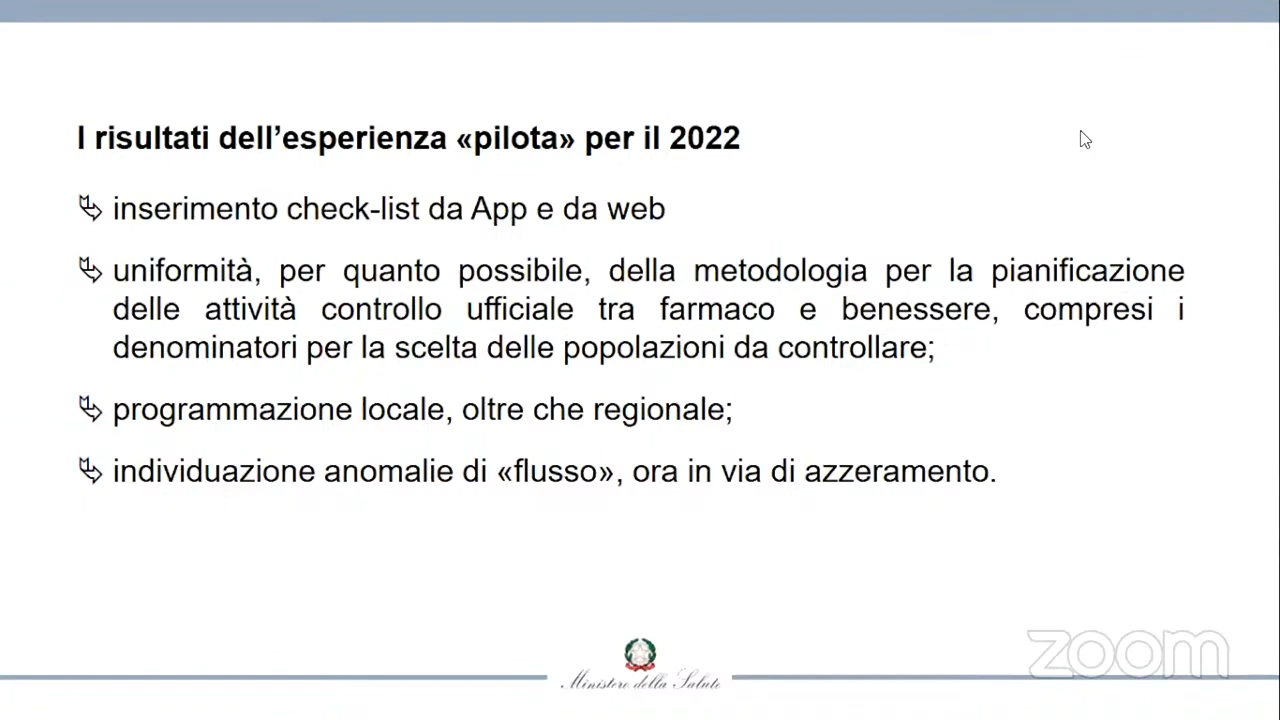 I risultati dell’esperienza «pilota» per il 2022
inserimento check-list da App e da web
uniformità, per quanto possibile, della metodologia per la pianificazione
delle attività controllo ufficiale tra farmaco e benessere, compresi i
denominatori per la scelta delle popolazioni da controllare;
programmazione locale, oltre che regionale;
individuazione anomalie di «flusso», ora in via di azzeramento.
zoom
Ministero della Salute